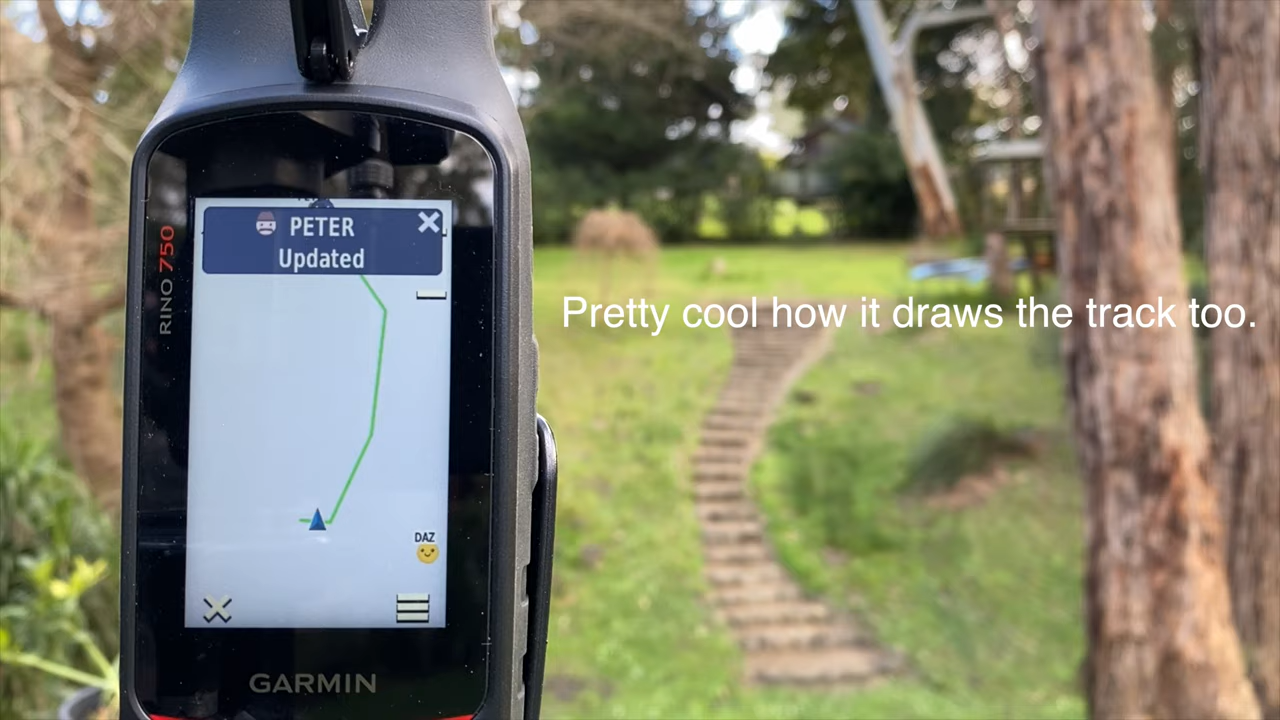 PETER
Updated
RINO 750
Pretty cool how it draws the track too.
DAZ
GARMIN